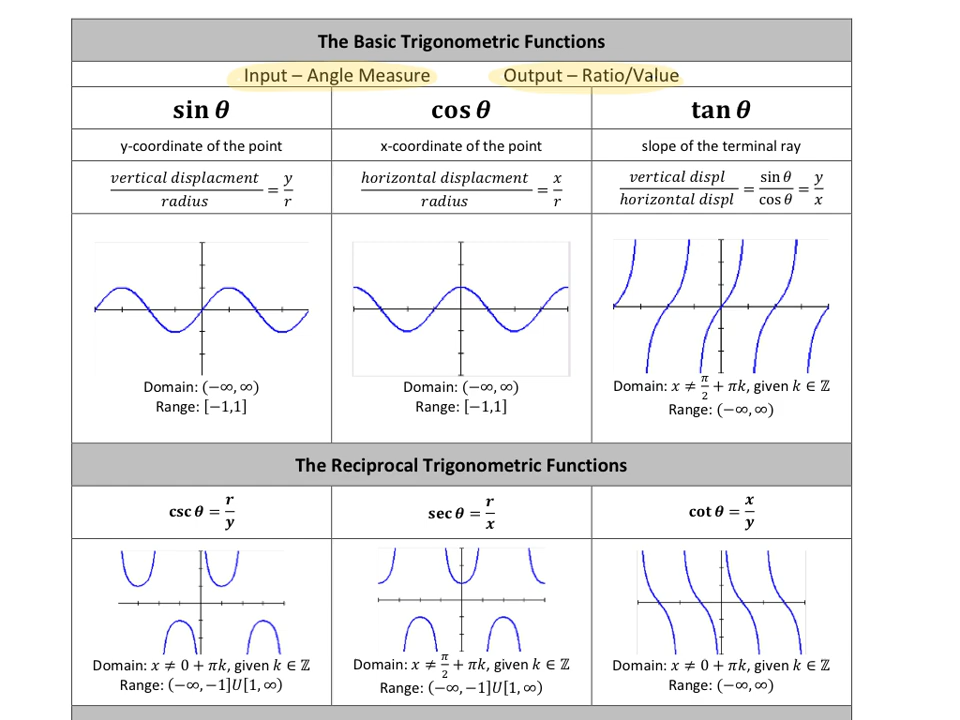 The Basic Trigonometric Functions
Input – Angle Measure Output – Ratio/Value
sin θ cos θ tan θ
y-coordinate of the point x-coordinate of the point slope of the terminal ray
vertical displacment / radius = y/r horizontal displacment / radius = x/r vertical displ / horizontal displ = sin θ / cos θ = y/x
Domain: (−∞, ∞) Domain: (−∞, ∞) Domain: x ≠ π/2 + πk, given k ∈ ℤ
Range: [−1,1] Range: [−1,1] Range: (−∞, ∞)
The Reciprocal Trigonometric Functions
csc θ = r/y sec θ = r/x cot θ = x/y
Domain: x ≠ 0 + πk, given k ∈ ℤ Domain: x ≠ π/2 + πk, given k ∈ ℤ Domain: x ≠ 0 + πk, given k ∈ ℤ
Range: (−∞, −1]U[1, ∞) Range: (−∞, −1]U[1, ∞) Range: (−∞, ∞)